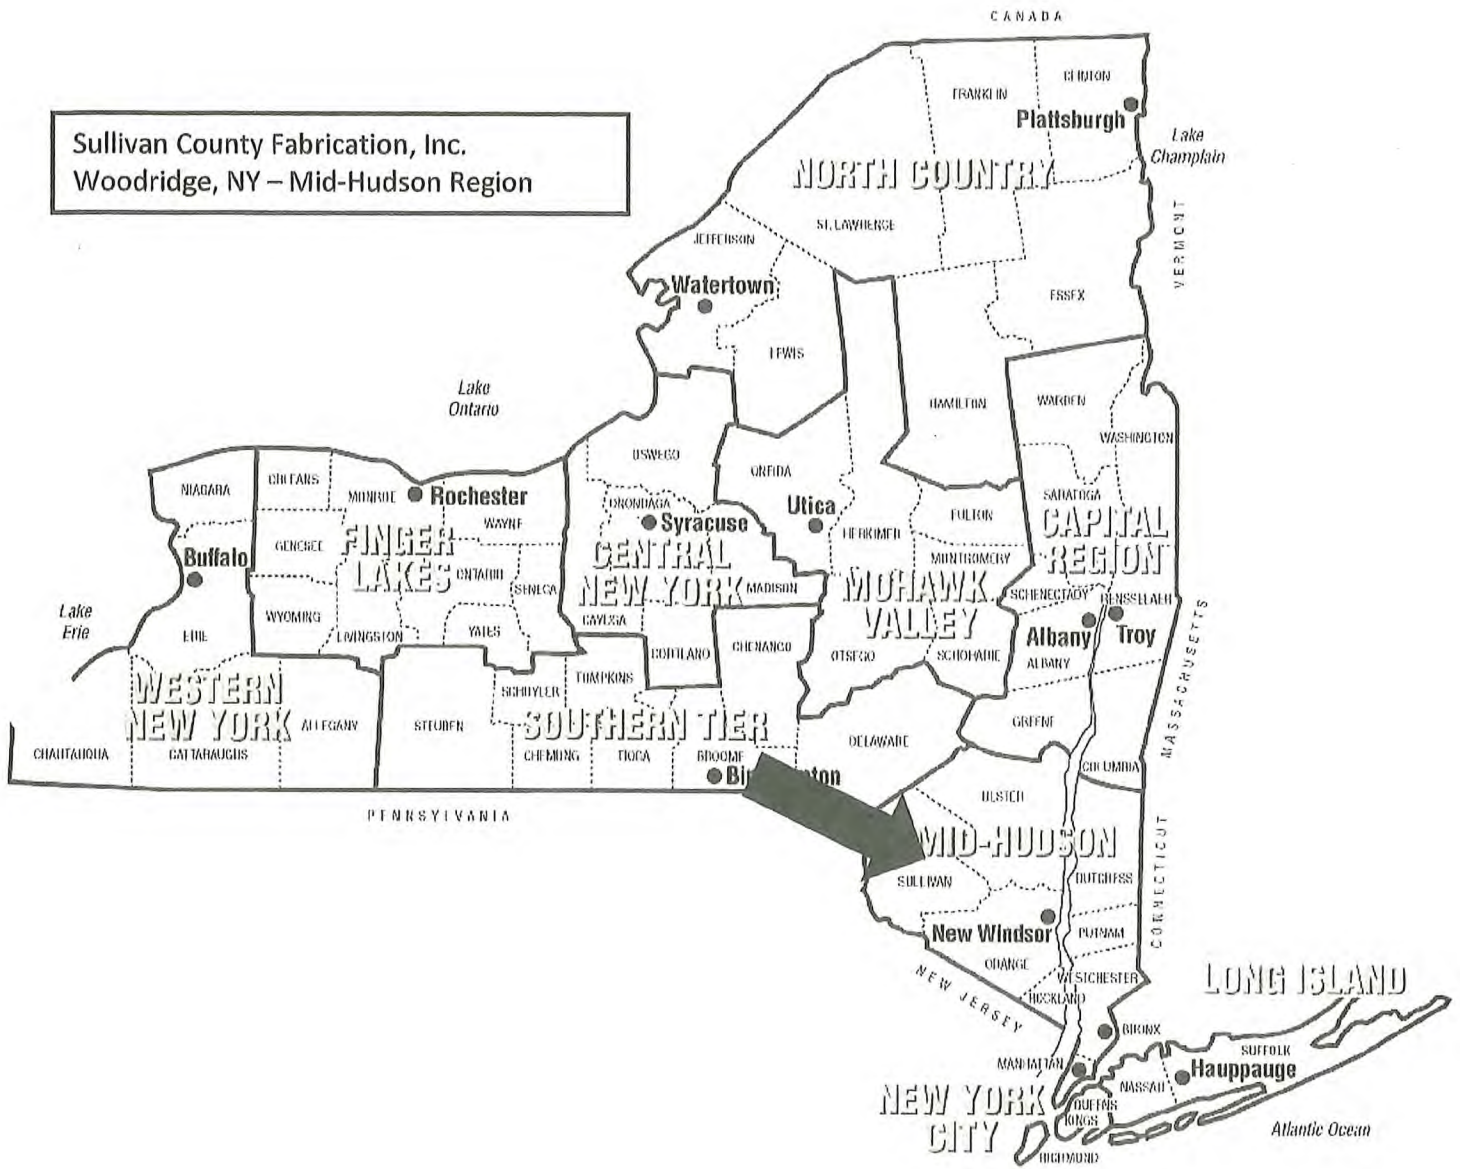 CANADA
Sullivan County Fabrication, Inc.
Woodridge, NY – Mid-Hudson Region
CLINTON
FRANKLIN
Plattsburgh
Lake
Champlain
NORTH COUNTRY
ST. LAWRENCE
VERMONT
JEFFERSON
Watertown
ESSEX
LEWIS
Lake
Ontario
HAMILTON
WARREN
WASHINGTON
OSWEGO
ONEIDA
NIAGARA
ORLEANS
MONROE
Rochester
SARATOGA
ONONDAGA
Utica
FULTON
WAYNE
Syracuse
HERKIMER
CAPITAL
REGION
GENESEE
FINGER
LAKES
CENTRAL
NEW YORK
MONTGOMERY
Buffalo
ONTARIO
SENECA
MADISON
MOHAWK
VALLEY
SCHENECTADY
RENSSELAER
Lake
Erie
WYOMING
LIVINGSTON
YATES
CAYUGA
Albany
Troy
ERIE
CORTLAND
CHENANGO
OTSEGO
SCHOHARIE
ALBANY
MASSACHUSETTS
WESTERN
NEW YORK
SCHUYLER
TOMPKINS
ALLEGANY
STEUBEN
SOUTHERN TIER
GREENE
CHAUTAUQUA
CATTARAUGUS
CHEMUNG
TIOGA
BROOME
DELAWARE
COLUMBIA
Bi
ton
PENNSYLVANIA
ULSTER
MID-HUDSON
CONNECTICUT
SULLIVAN
DUTCHESS
New Windsor
PUTNAM
ORANGE
NEW JERSEY
WESTCHESTER
ROCKLAND
LONG ISLAND
BRONX
MANHATTAN
SUFFOLK
Hauppauge
NASSAU
NEW YORK
CITY
QUEENS
KINGS
Atlantic Ocean
RICHMOND